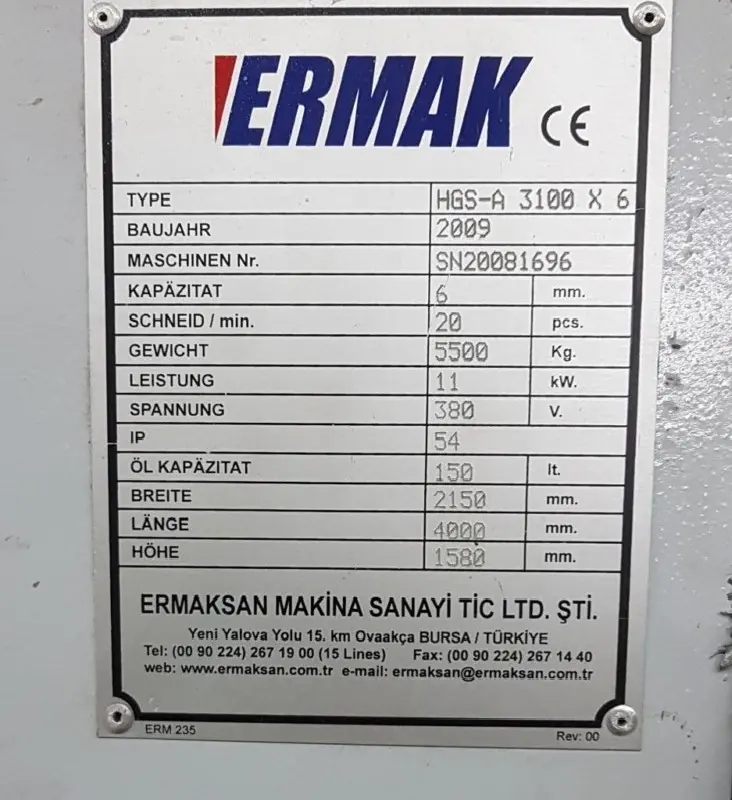 ERMAK CE
TYPE HGS-A 3100 X 6
BAUJAHR 2009
MASCHINEN Nr. SN20081696
KAPÄZITAT 6 mm.
SCHNEID / min. 20 pcs.
GEWICHT 5500 Kg.
LEISTUNG 11 kW.
SPANNUNG 380 V.
IP 54
ÖL KAPÄZITAT 150 lt.
BREITE 2150 mm.
LÄNGE 4000 mm.
HÖHE 1580 mm.
ERMAKSAN MAKİNA SANAYİ TİC LTD. ŞTİ.
Yeni Yalova Yolu 15. km Ovaakça BURSA / TÜRKİYE
Tel: (00 90 224) 267 19 00 (15 Lines) Fax: (00 90 224) 267 14 40
web: www.ermaksan.com.tr e-mail: ermaksan@ermaksan.com.tr
ERM 235 Rev: 00